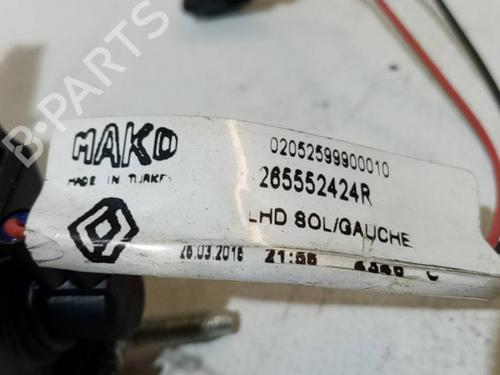 B-PARTS
MAKO
MADE IN TURKEY
02052599900010
265552424R
LHD SOL/GAUCHE
26.03.2016 21:56